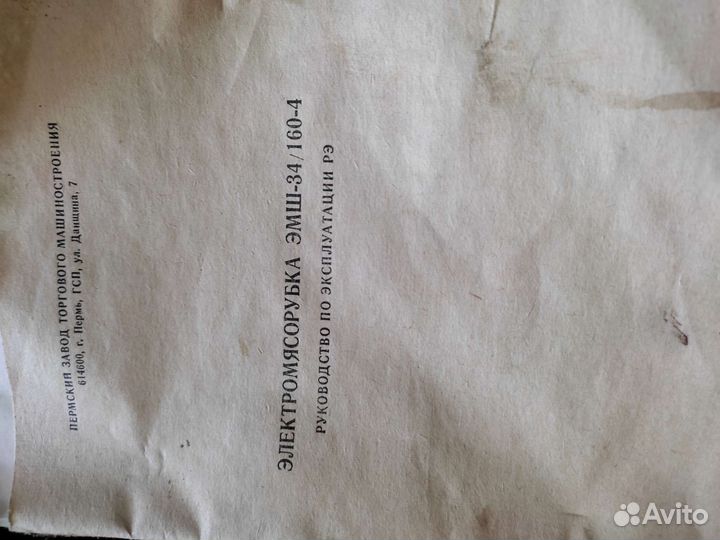 ПЕРМСКИЙ ЗАВОД ТОРГОВОГО МАШИНОСТРОЕНИЯ
614600, г. Пермь, ГСП, ул. Данщина, 7
ЭЛЕКТРОМЯСОРУБКА ЭМШ-34/160-4
РУКОВОДСТВО ПО ЭКСПЛУАТАЦИИ РЭ
Avito